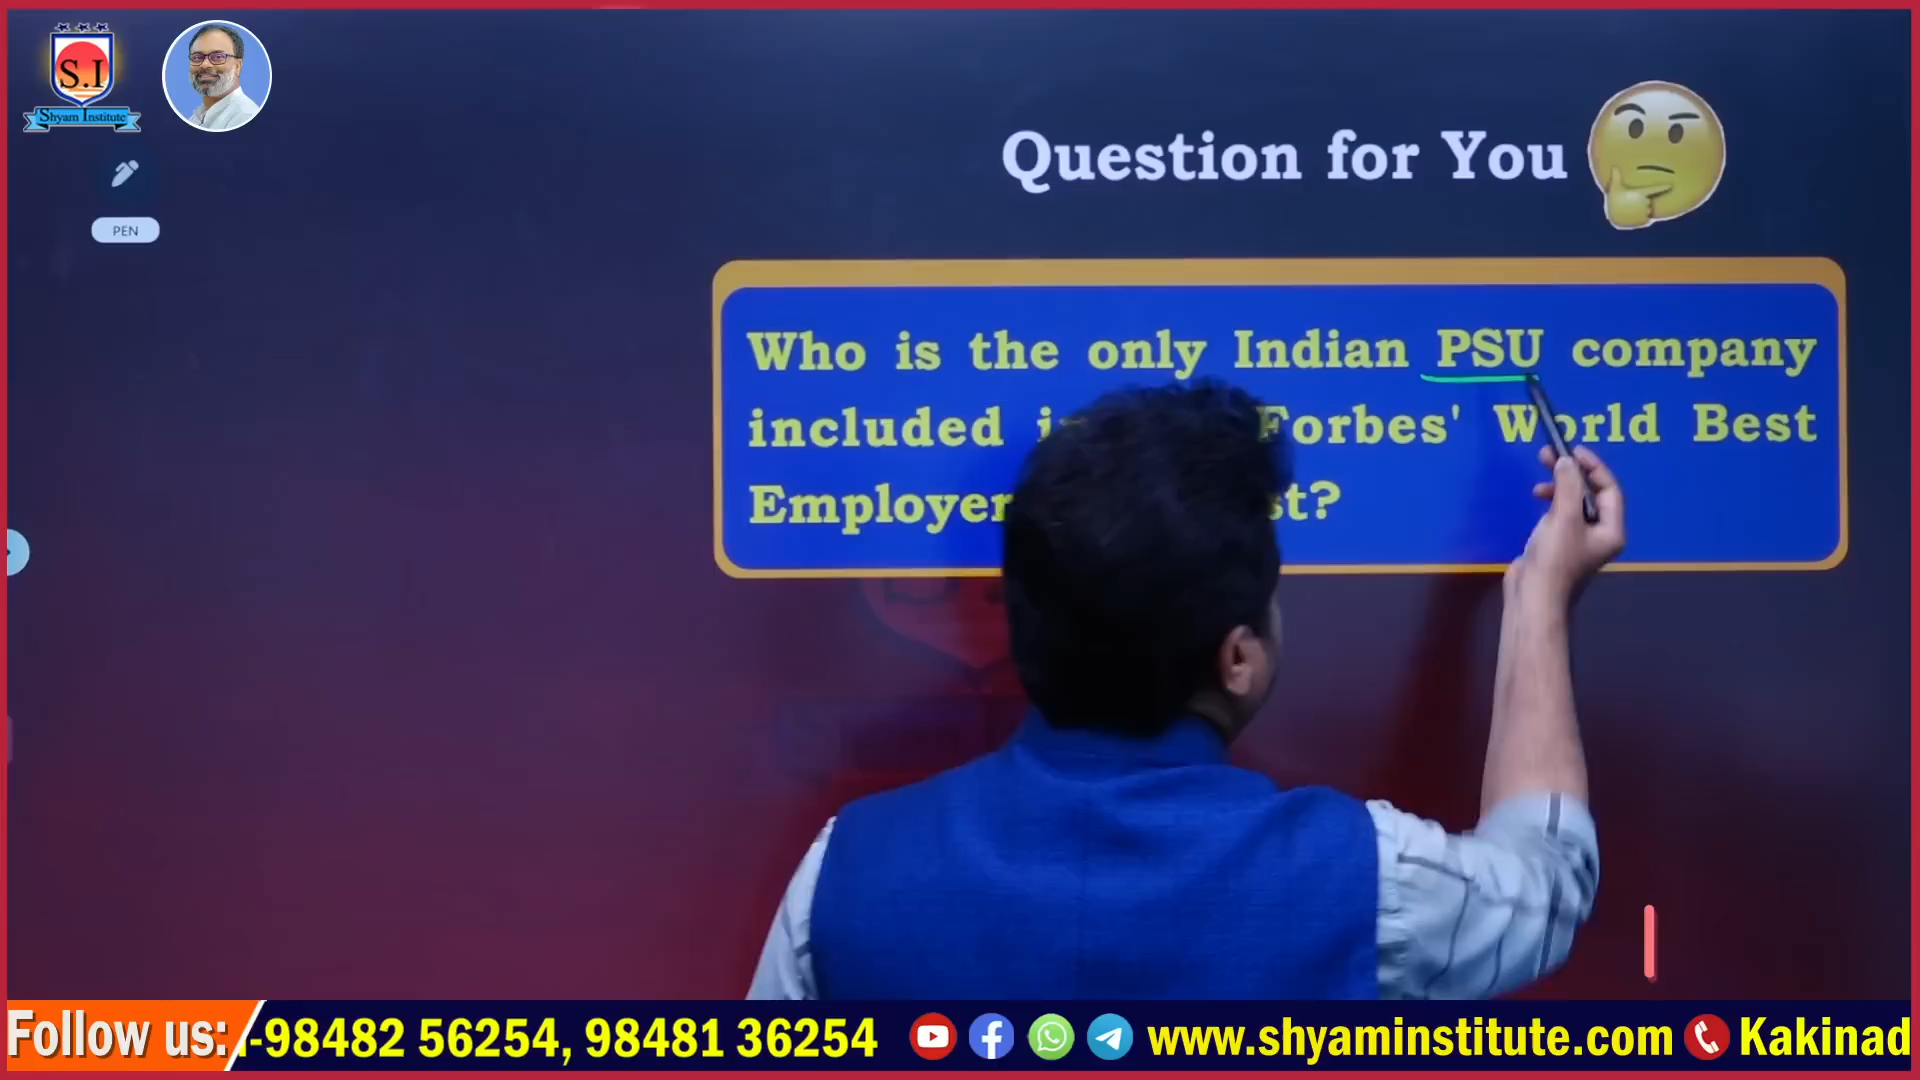 S.I
Shyam Institute
PEN
Question for You
Who is the only Indian PSU company
included Forbes' World Best
Employer
Follow us:
-98482 56254, 98481 36254
www.shyaminstitute.com
Kakinad